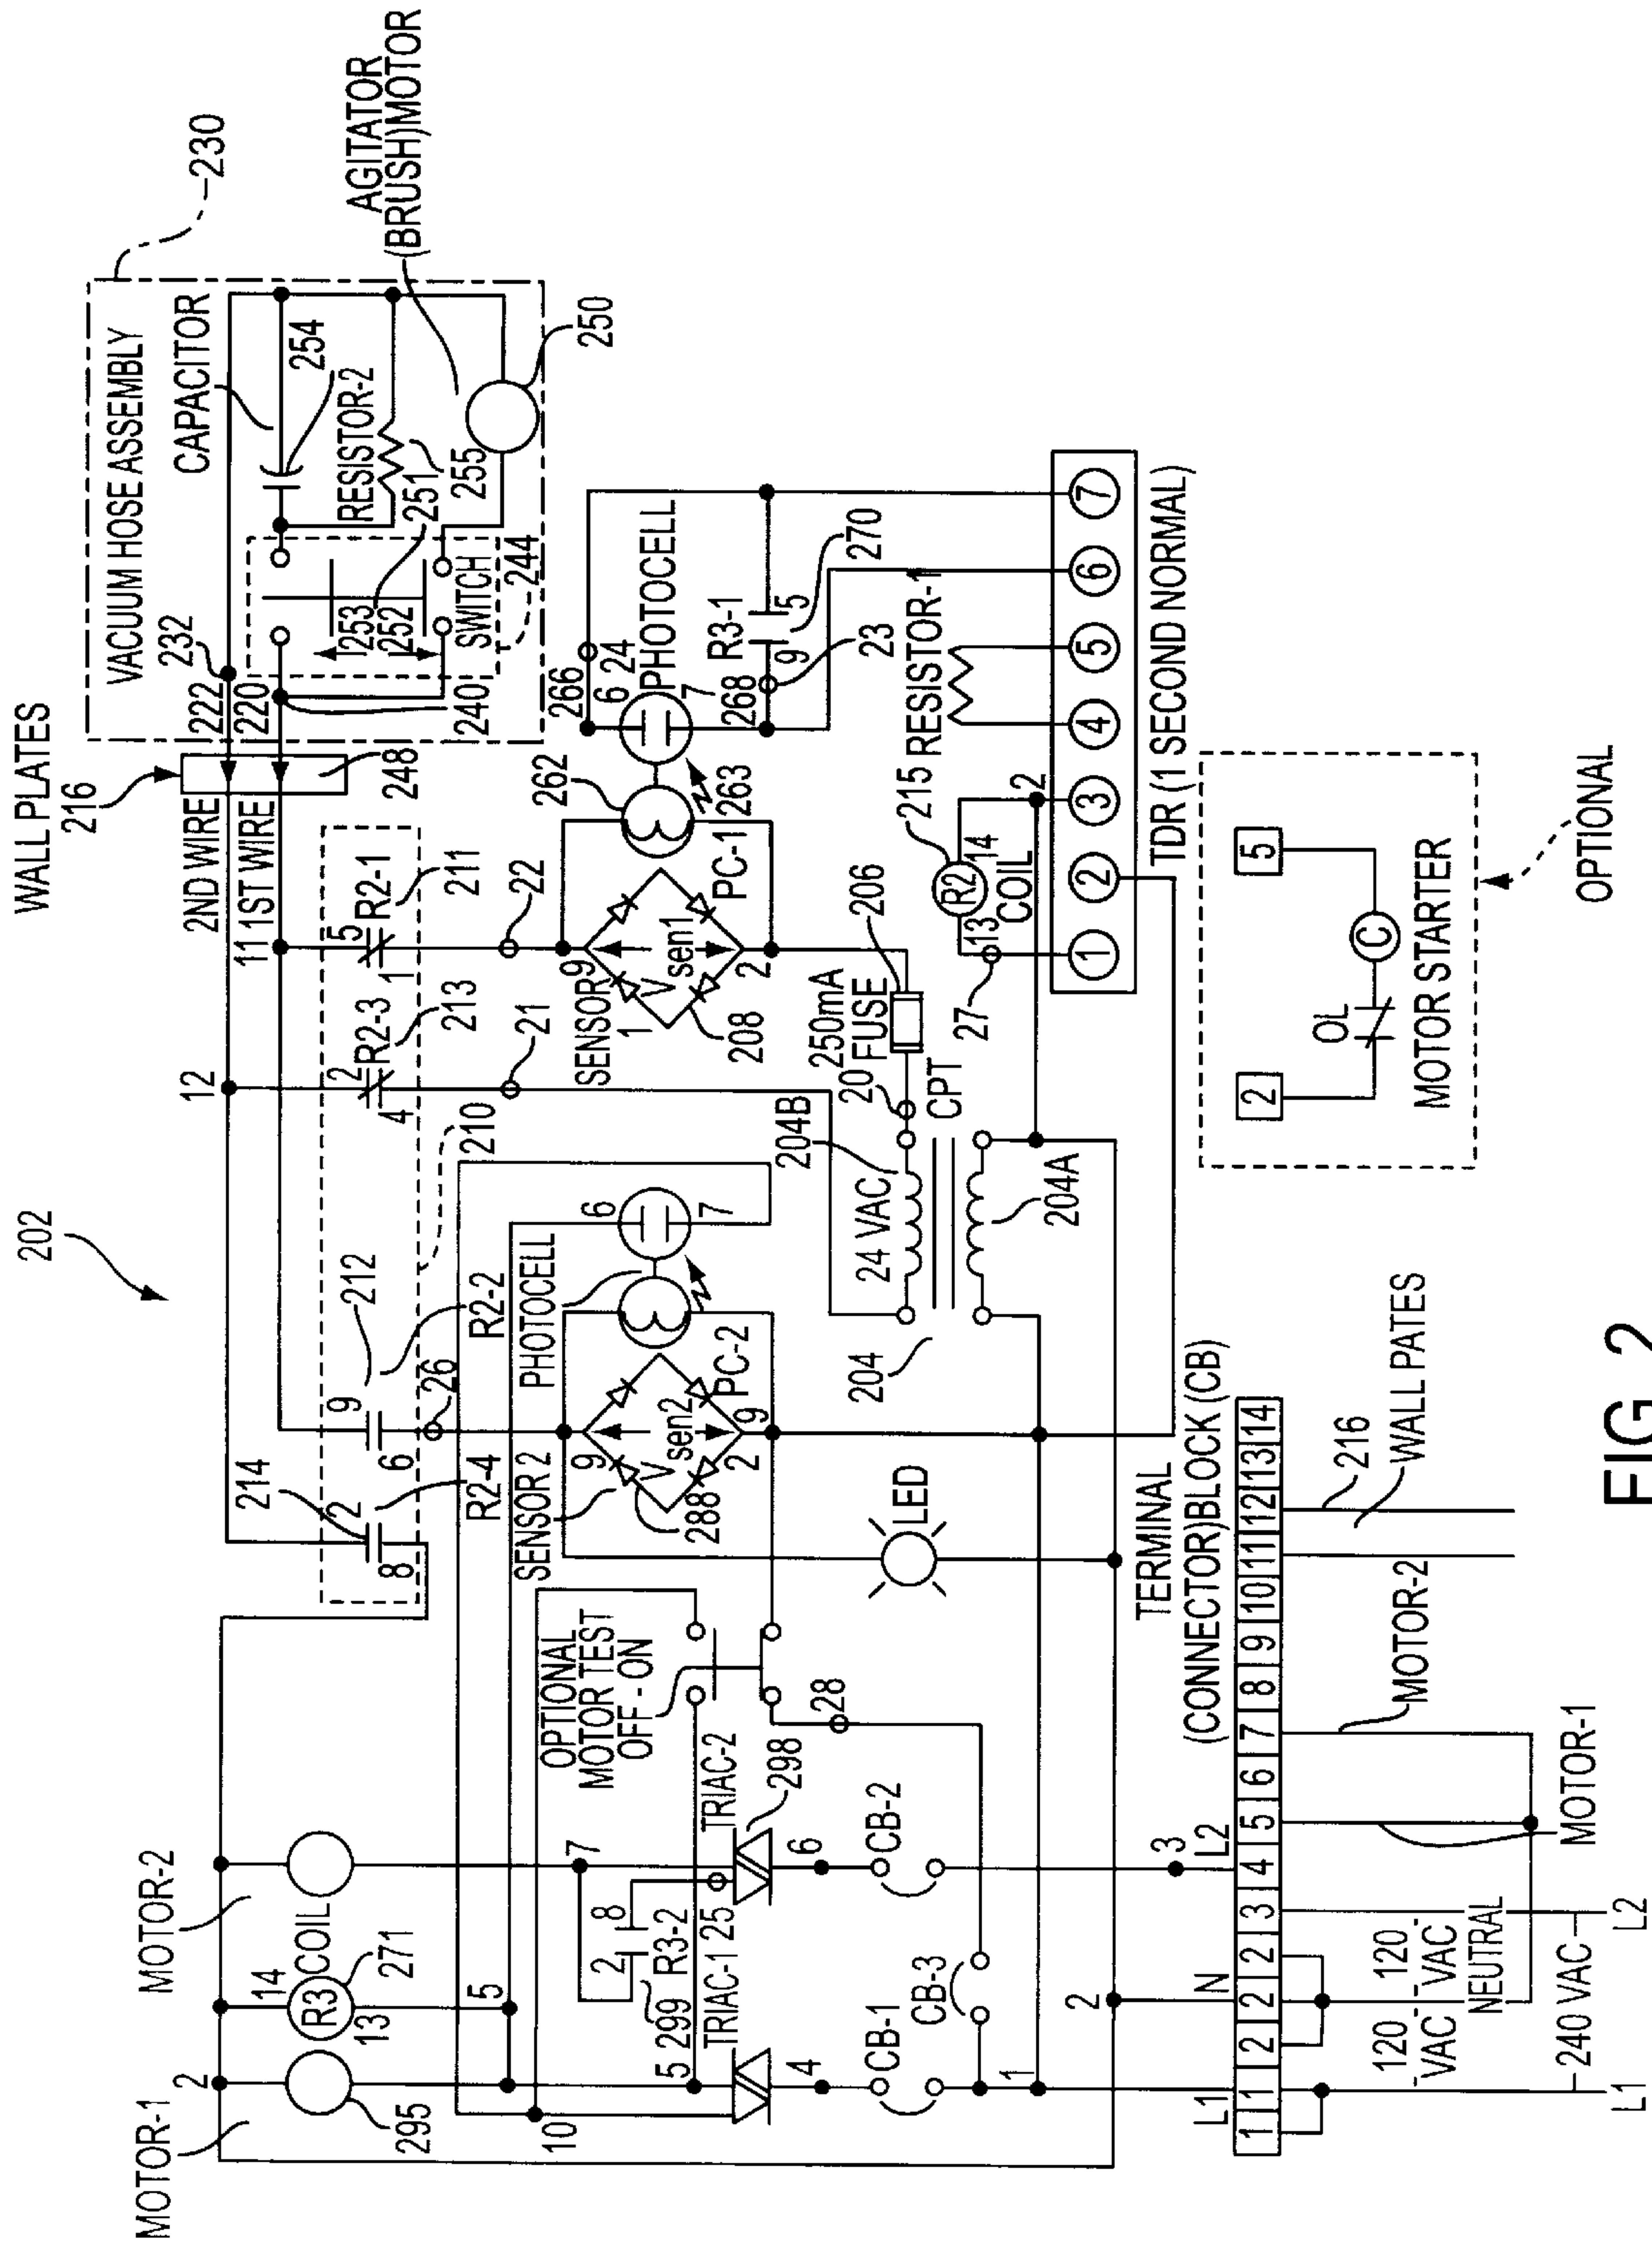 202
WALL PLATES
216
2ND WIRE
1ST WIRE
222
220
232
VACUUM HOSE ASSEMBLY
230
CAPACITOR
254
RESISTOR-2
251
255
253
252
SWITCH
244
240
248
AGITATOR
(BRUSH)MOTOR
250
MOTOR-1
2
295
14
R3
COIL
13
271
MOTOR-2
12
11
214
2
8
R2-4
212
9
6
R2-2
26
210
2
R2-3
4
213
21
5
R2-1
1
211
22
SENSOR
1
9
V
sen1
2
208
PC-1
262
263
266
6
24
PHOTOCELL
7
268
R3-1
9
5
270
23
SENSOR 2
9
V
sen2
2
9
288
PC-2
PHOTOCELL
6
7
OPTIONAL
MOTOR TEST
OFF - ON
28
LED
5
10
5
7
2
8
R3-2
299
25
TRIAC-1
TRIAC-2
298
4
6
CB-1
CB-2
CB-3
1
2
3
204
24 VAC
204B
204A
CPT
20
250mA
FUSE
206
27
13
R2
14
COIL
215
2
RESISTOR-1
1
2
3
4
5
6
7
TDR (1 SECOND NORMAL)
TERMINAL
(CONNECTOR)BLOCK (CB)
L1
N
L2
1
1
2
2
2
3
4
5
6
7
8
9
10
11
12
13
14
120
VAC
120
VAC
NEUTRAL
240 VAC
L1
L2
MOTOR-1
MOTOR-2
216
WALL PATES
2
OL
C
5
MOTOR STARTER
OPTIONAL
FIG 2